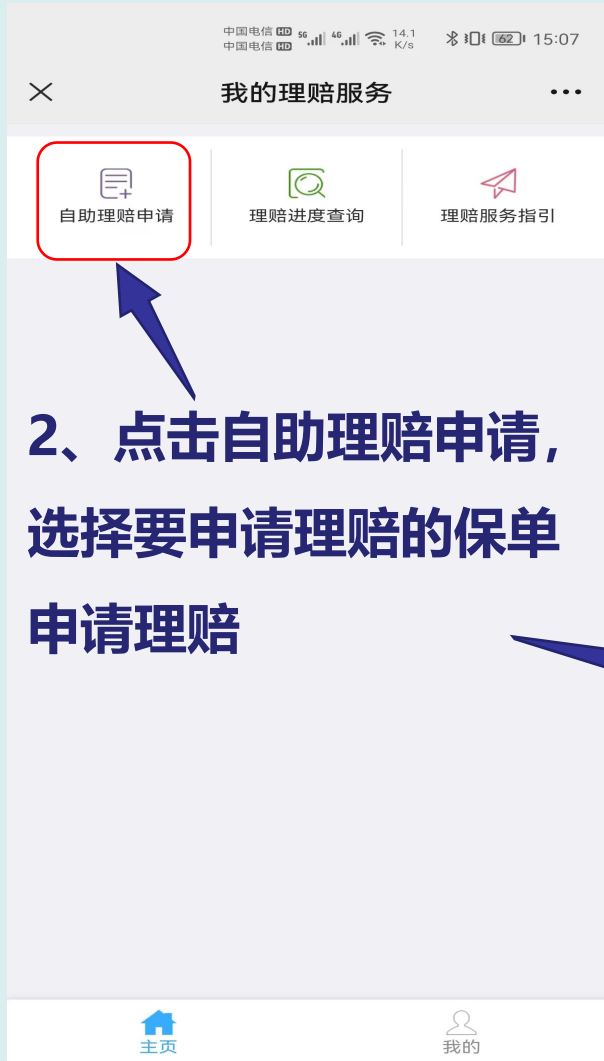 中国电信 HD 5G 4G 14.1 K/s 62 15:07
中国电信 HD
我的理赔服务
自助理赔申请
理赔进度查询
理赔服务指引
2、点击自助理赔申请,
选择要申请理赔的保单
申请理赔
主页
我的